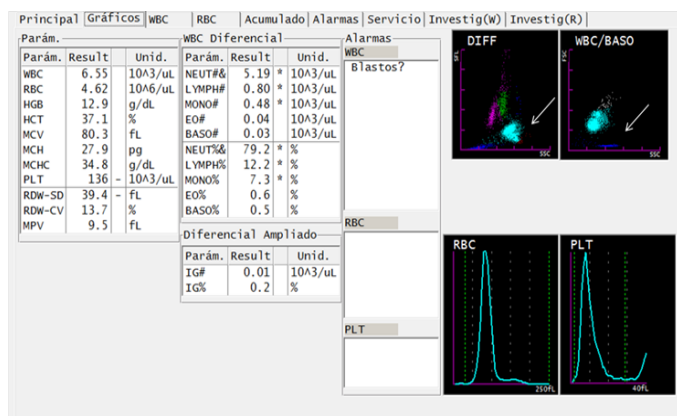 Principal Gráficos WBC RBC Acumulado Alarmas Servicio Investig(W) Investig(R)
Parám.
Parám. Result Unid.
WBC 6.55 10^3/uL
RBC 4.62 10^6/uL
HGB 12.9 g/dL
HCT 37.1 %
MCV 80.3 fL
MCH 27.9 pg
MCHC 34.8 g/dL
PLT 136 - 10^3/uL
RDW-SD 39.4 - fL
RDW-CV 13.7 %
MPV 9.5 fL
WBC Diferencial
Parám. Result Unid.
NEUT#& 5.19 * 10^3/uL
LYMPH# 0.80 * 10^3/uL
MONO# 0.48 * 10^3/uL
EO# 0.04 10^3/uL
BASO# 0.03 10^3/uL
NEUT%& 79.2 * %
LYMPH% 12.2 * %
MONO% 7.3 * %
EO% 0.6 %
BASO% 0.5 %
Diferencial Ampliado
Parám. Result Unid.
IG# 0.01 10^3/uL
IG% 0.2 %
Alarmas
WBC
Blastos?
RBC
PLT
DIFF
SFL
SSC
WBC/BASO
FSC
SSC
RBC
250fL
PLT
40fL